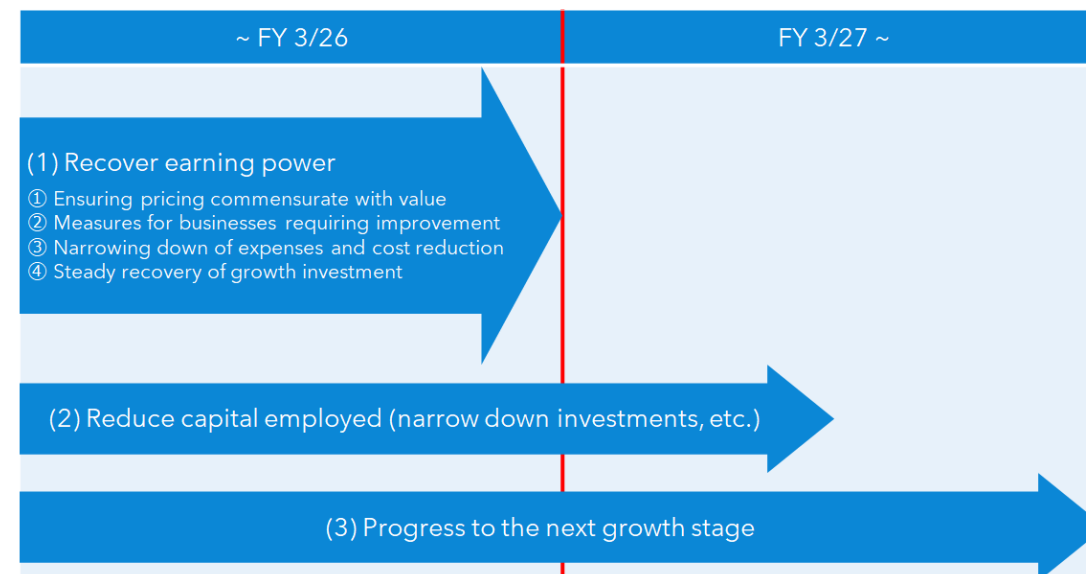 ~ FY 3/26
FY 3/27 ~
(1) Recover earning power
① Ensuring pricing commensurate with value
② Measures for businesses requiring improvement
③ Narrowing down of expenses and cost reduction
④ Steady recovery of growth investment
(2) Reduce capital employed (narrow down investments, etc.)
(3) Progress to the next growth stage